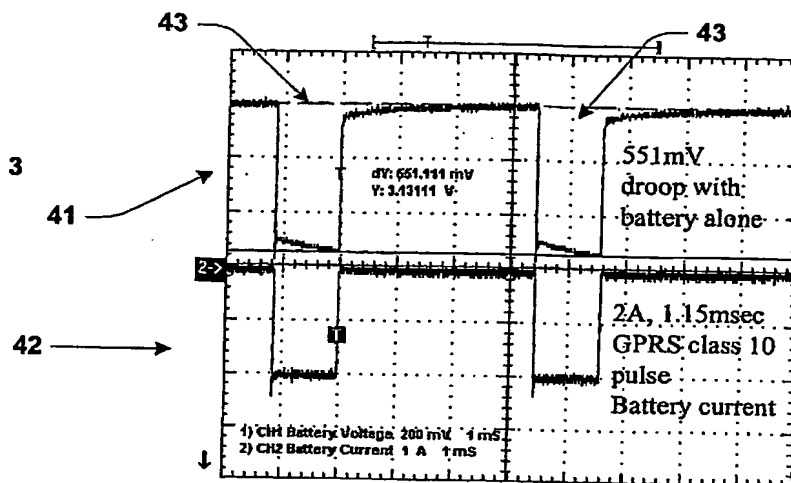 43
43
3
41
dY: 551.111 mV
Y: 3.13111 V
551mV
droop with
battery alone
2->
T
42
2A, 1.15msec
GPRS class 10
pulse
Battery current
1) CH1 Battery Voltage 200 mV 1 mS
2) CH2 Battery Current 1 A 1 mS